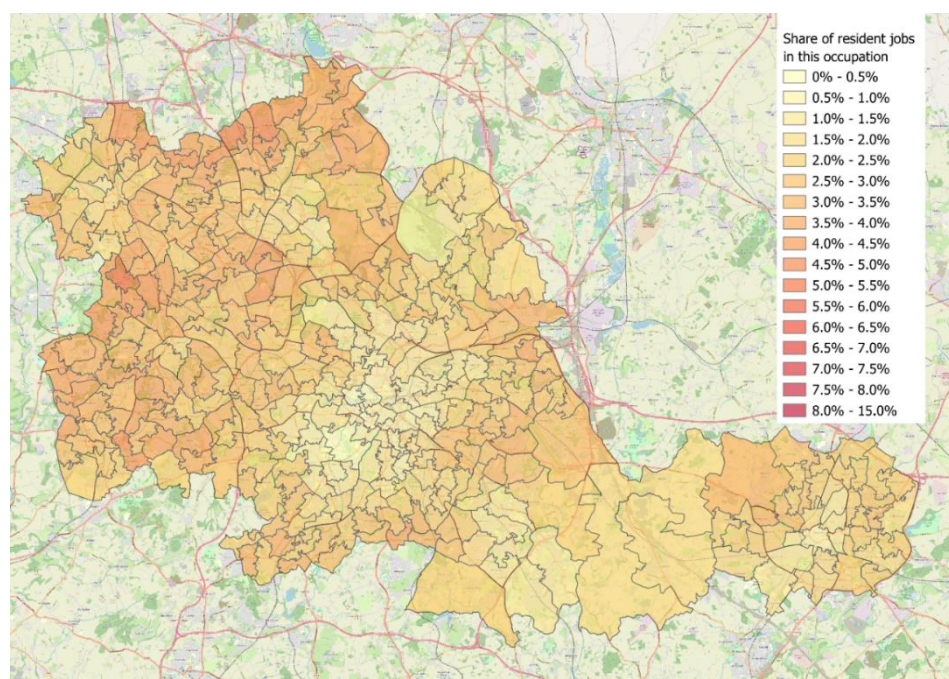 Share of resident jobs
in this occupation
0% - 0.5%
0.5% - 1.0%
1.0% - 1.5%
1.5% - 2.0%
2.0% - 2.5%
2.5% - 3.0%
3.0% - 3.5%
3.5% - 4.0%
4.0% - 4.5%
4.5% - 5.0%
5.0% - 5.5%
5.5% - 6.0%
6.0% - 6.5%
6.5% - 7.0%
7.0% - 7.5%
7.5% - 8.0%
8.0% - 15.0%